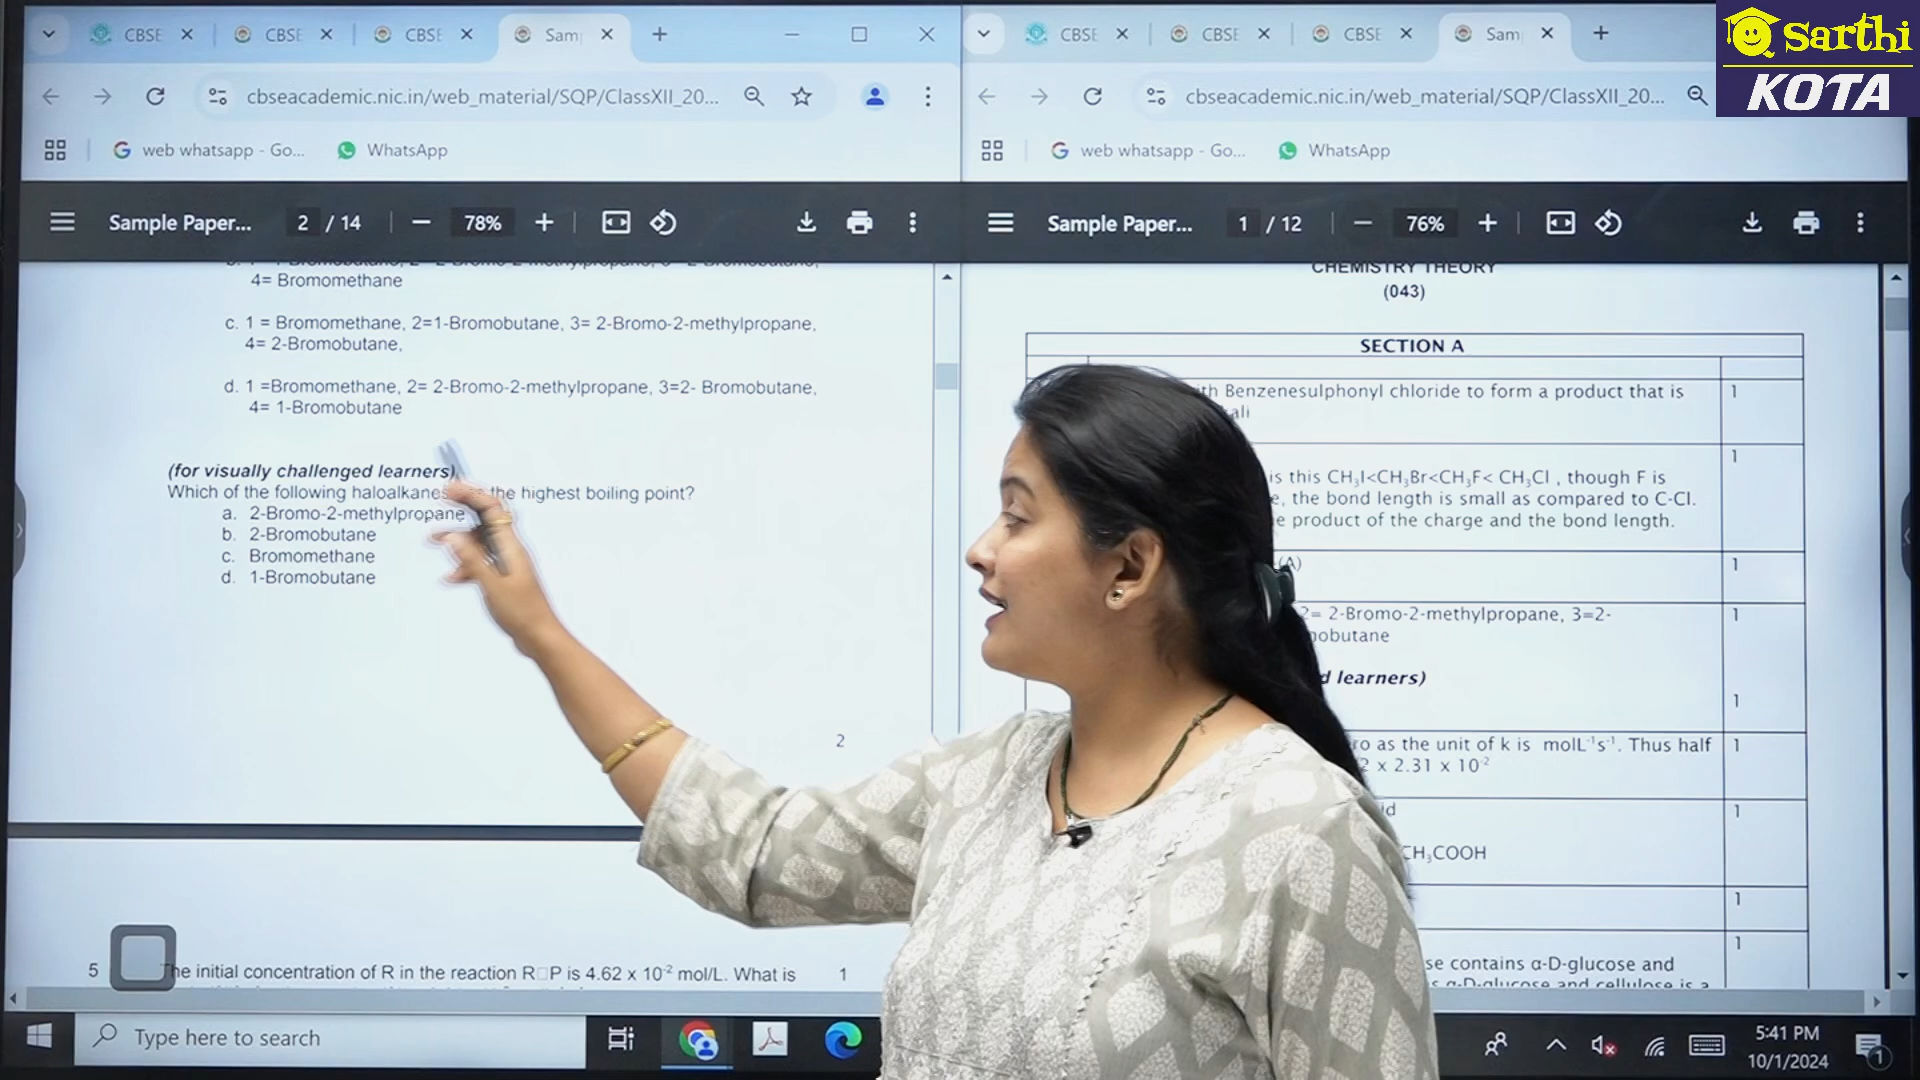 CBSE
CBSE
CBSE
Sam
cbseacademic.nic.in/web_material/SQP/ClassXII_20...
web whatsapp - Go...
WhatsApp
Sample Paper...
2 / 14
78%
4= Bromomethane
c. 1 = Bromomethane, 2=1-Bromobutane, 3= 2-Bromo-2-methylpropane,
4= 2-Bromobutane,
d. 1 =Bromomethane, 2= 2-Bromo-2-methylpropane, 3=2- Bromobutane,
4= 1-Bromobutane
(for visually challenged learners)
Which of the following haloalkanes the highest boiling point?
a. 2-Bromo-2-methylpropane
b. 2-Bromobutane
c. Bromomethane
d. 1-Bromobutane
2
5 The initial concentration of R in the reaction R□P is 4.62 x 10⁻² mol/L. What is 1
CBSE
CBSE
CBSE
Sam
cbseacademic.nic.in/web_material/SQP/ClassXII_20...
web whatsapp - Go...
WhatsApp
Sample Paper...
1 / 12
76%
CHEMISTRY THEORY
(043)
SECTION A
Benzenesulphonyl chloride to form a product that is 1
1
is this CH₃I<CH₃Br<CH₃F< CH₃Cl , though F is
the bond length is small as compared to C-Cl.
product of the charge and the bond length.
(A) 1
2= 2-Bromo-2-methylpropane, 3=2- 1
learners)
1
as the unit of k is molL⁻¹s⁻¹. Thus half 1
x 2.31 x 10⁻²
1
CH₃COOH
1
1
contains α-D-glucose and
α-D-glucose and cellulose is a
Sarthi
KOTA
Type here to search
5:41 PM
10/1/2024
1